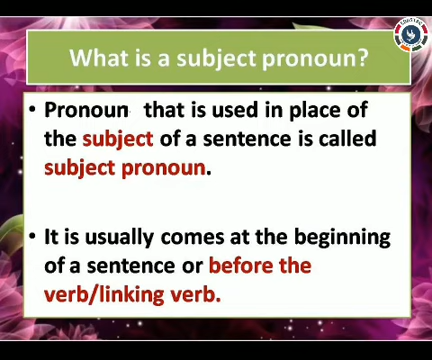 What is a subject pronoun?
• Pronoun that is used in place of
the subject of a sentence is called
subject pronoun.
• It is usually comes at the beginning
of a sentence or before the
verb/linking verb.